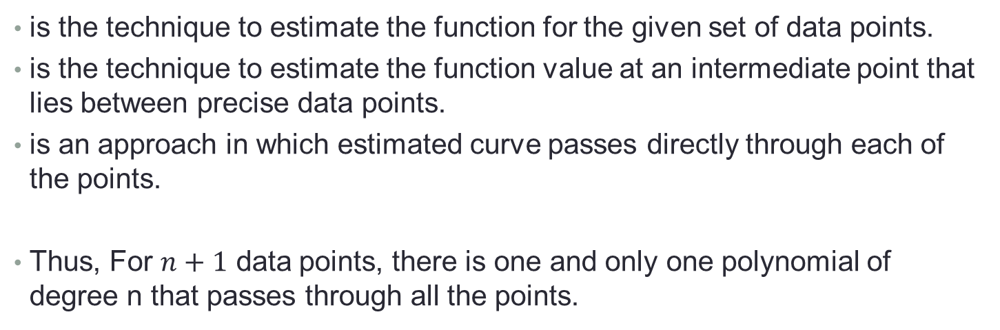 • is the technique to estimate the function for the given set of data points.
• is the technique to estimate the function value at an intermediate point that
lies between precise data points.
• is an approach in which estimated curve passes directly through each of
the points.
• Thus, For n + 1 data points, there is one and only one polynomial of
degree n that passes through all the points.